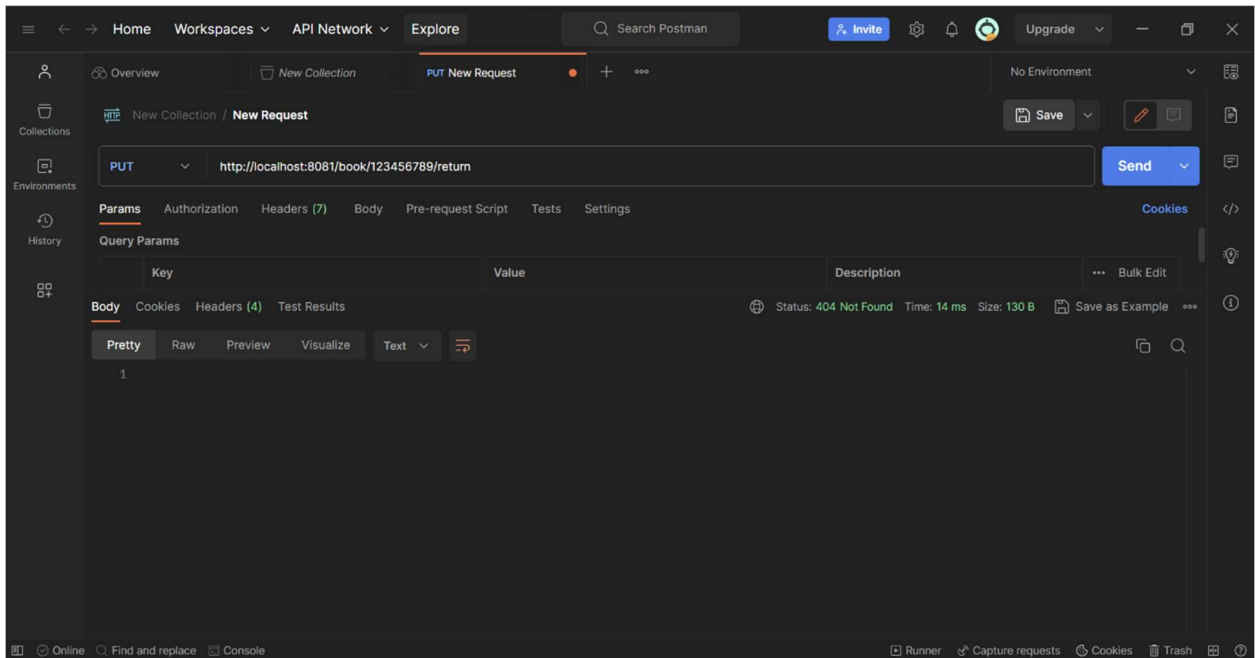 Home Workspaces API Network Explore Search Postman Invite Upgrade
Overview New Collection PUT New Request No Environment
New Collection / New Request Save
Collections
PUT http://localhost:8081/book/123456789/return Send
Environments
Params Authorization Headers (7) Body Pre-request Script Tests Settings Cookies
History
Query Params
Key Value Description Bulk Edit
Body Cookies Headers (4) Test Results Status: 404 Not Found Time: 14 ms Size: 130 B Save as Example
Pretty Raw Preview Visualize Text
1
Online Find and replace Console Runner Capture requests Cookies Trash